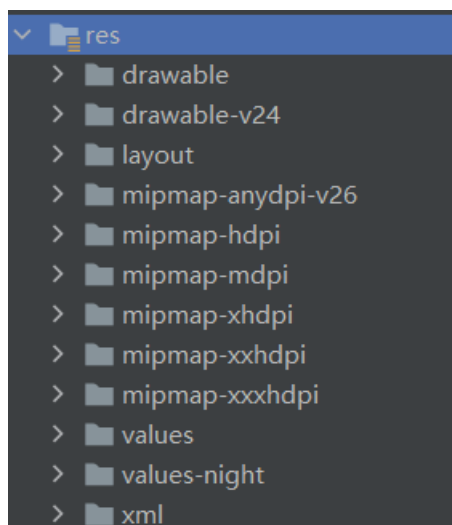 res
drawable
drawable-v24
layout
mipmap-anydpi-v26
mipmap-hdpi
mipmap-mdpi
mipmap-xhdpi
mipmap-xxhdpi
mipmap-xxxhdpi
values
values-night
xml